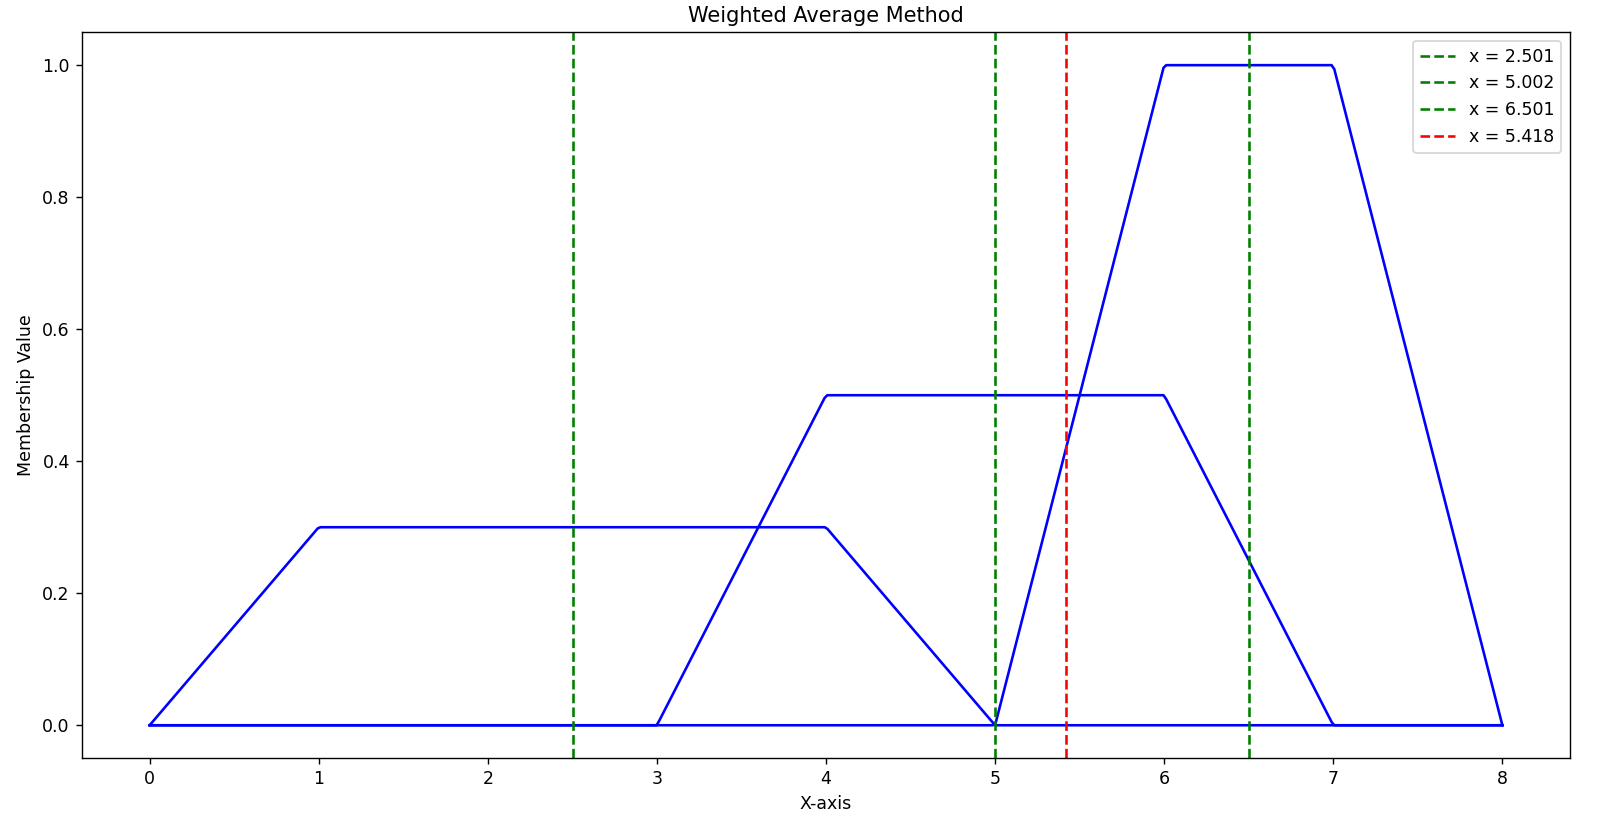 Weighted Average Method
x = 2.501
x = 5.002
x = 6.501
x = 5.418
1.0
0.8
0.6
0.4
0.2
0.0
Membership Value
0 1 2 3 4 5 6 7 8
X-axis